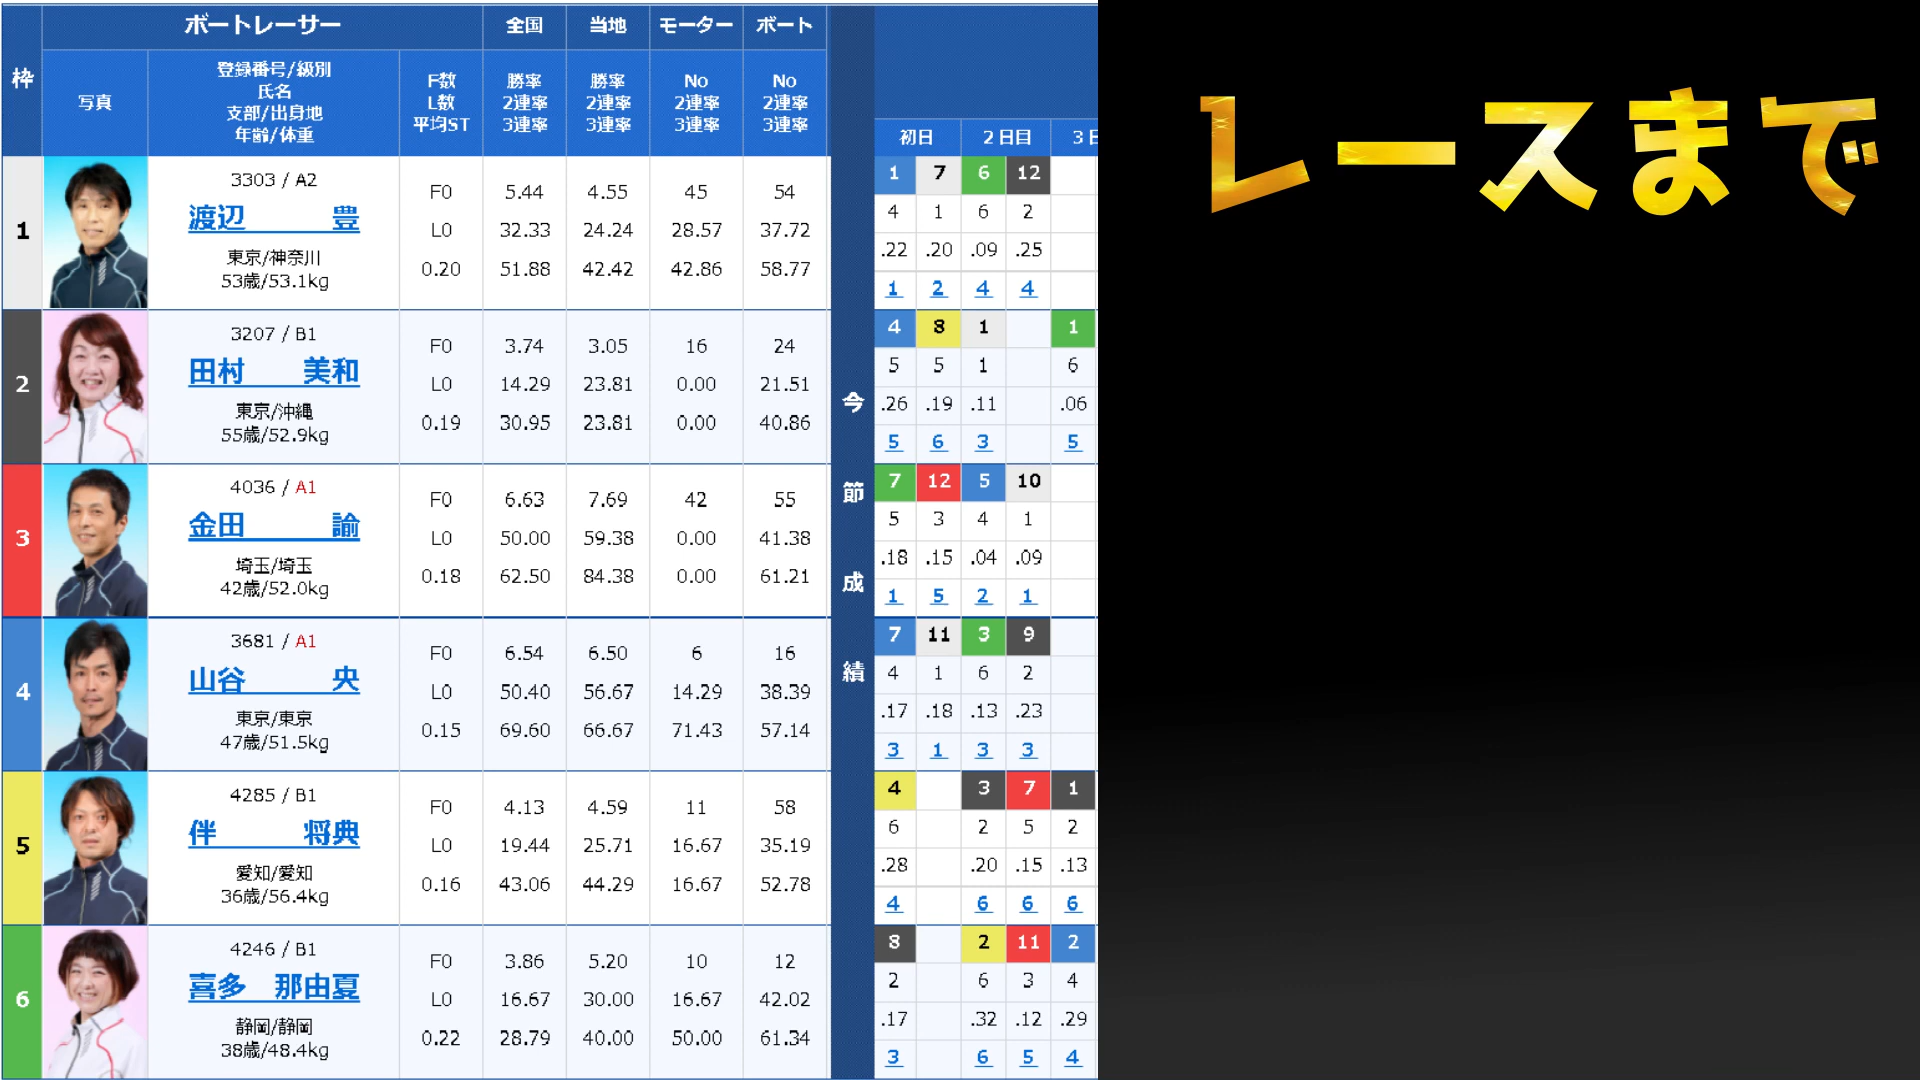 ボートレーサー 全国 当地 モーター ボート
枠 写真 登録番号/級別 氏名 支部/出身地 年齢/体重 F数 L数 平均ST 勝率 2連率 3連率 勝率 2連率 3連率 No 2連率 3連率 No 2連率 3連率
初日 2日目 3日
今節成績
レースまで
1
3303 / A2
渡辺 豊
東京/神奈川
53歳/53.1kg
F0 5.44 4.55 45 54
L0 32.33 24.24 28.57 37.72
0.20 51.88 42.42 42.86 58.77
1 7 6 12
4 1 6 2
.22 .20 .09 .25
1 2 4 4
2
3207 / B1
田村 美和
東京/沖縄
55歳/52.9kg
F0 3.74 3.05 16 24
L0 14.29 23.81 0.00 21.51
0.19 30.95 23.81 0.00 40.86
4 8 1 1
5 5 1 6
.26 .19 .11 .06
5 6 3 5
3
4036 / A1
金田 諭
埼玉/埼玉
42歳/52.0kg
F0 6.63 7.69 42 55
L0 50.00 59.38 0.00 41.38
0.18 62.50 84.38 0.00 61.21
7 12 5 10
5 3 4 1
.18 .15 .04 .09
1 5 2 1
4
3681 / A1
山谷 央
東京/東京
47歳/51.5kg
F0 6.54 6.50 6 16
L0 50.40 56.67 14.29 38.39
0.15 69.60 66.67 71.43 57.14
7 11 3 9
4 1 6 2
.17 .18 .13 .23
3 1 3 3
5
4285 / B1
伴 将典
愛知/愛知
36歳/56.4kg
F0 4.13 4.59 11 58
L0 19.44 25.71 16.67 35.19
0.16 43.06 44.29 16.67 52.78
4 3 7 1
6 2 5 2
.28 .20 .15 .13
4 6 6 6
6
4246 / B1
喜多 那由夏
静岡/静岡
38歳/48.4kg
F0 3.86 5.20 10 12
L0 16.67 30.00 16.67 42.02
0.22 28.79 40.00 50.00 61.34
8 2 11 2
2 6 3 4
.17 .32 .12 .29
3 6 5 4